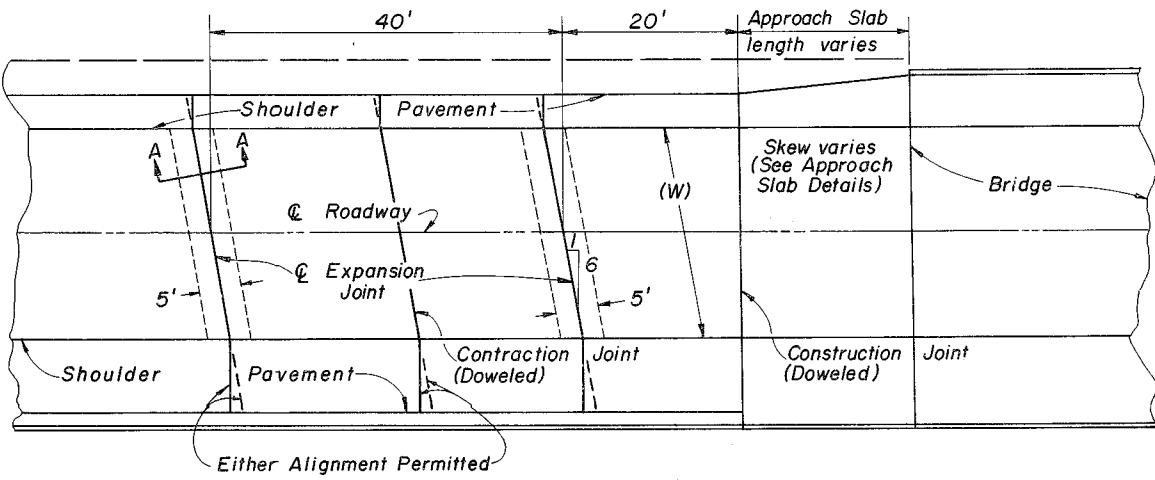 40'
20'
Approach Slab
length varies
Shoulder
Pavement
A
A
Skew varies
(See Approach
Slab Details)
(W)
Bridge
℄ Roadway
1
6
℄ Expansion
Joint
5'
5'
Contraction
(Doweled)
Joint
Construction
(Doweled)
Joint
Shoulder
Pavement
Either Alignment Permitted